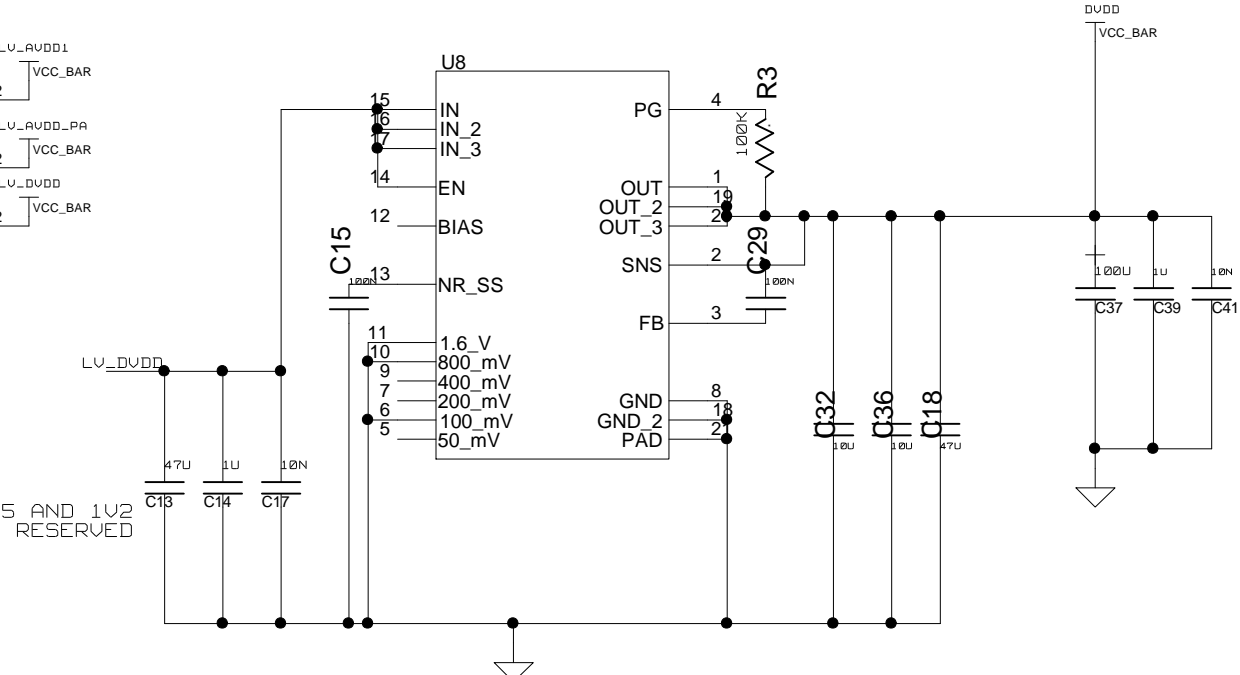 DVDD
VCC_BAR
LV_AVDD1
VCC_BAR
LV_AVDD_PA
VCC_BAR
LV_DVDD
VCC_BAR
U8
15 IN
16 IN_2
17 IN_3
14 EN
12 BIAS
13 NR_SS
11 1.6_V
10 800_mV
9 400_mV
7 200_mV
6 100_mV
5 50_mV
PG 4
OUT 1
OUT_2 19
OUT_3 2
SNS 2
FB 3
GND 8
GND_2 18
PAD 2
R3
100K
C15
100N
C29
100N
LV_DVDD
47U
C13
1U
C14
10N
C17
5 AND 1V2
RESERVED
C32
10U
C36
10U
C18
47U
100U
C37
1U
C39
10N
C41